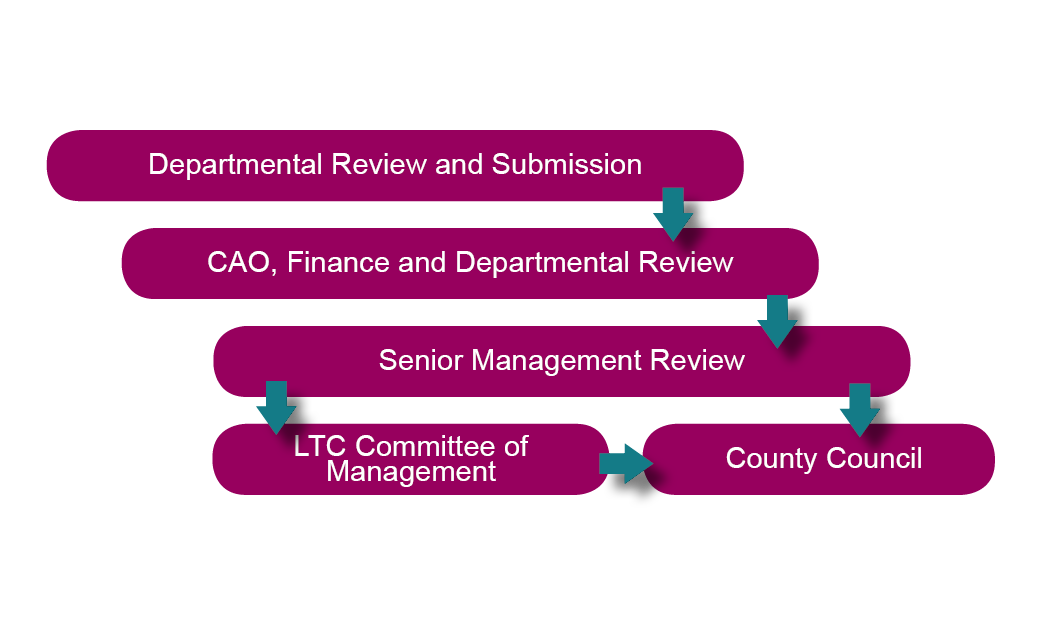 Departmental Review and Submission
CAO, Finance and Departmental Review
Senior Management Review
LTC Committee of
Management
County Council